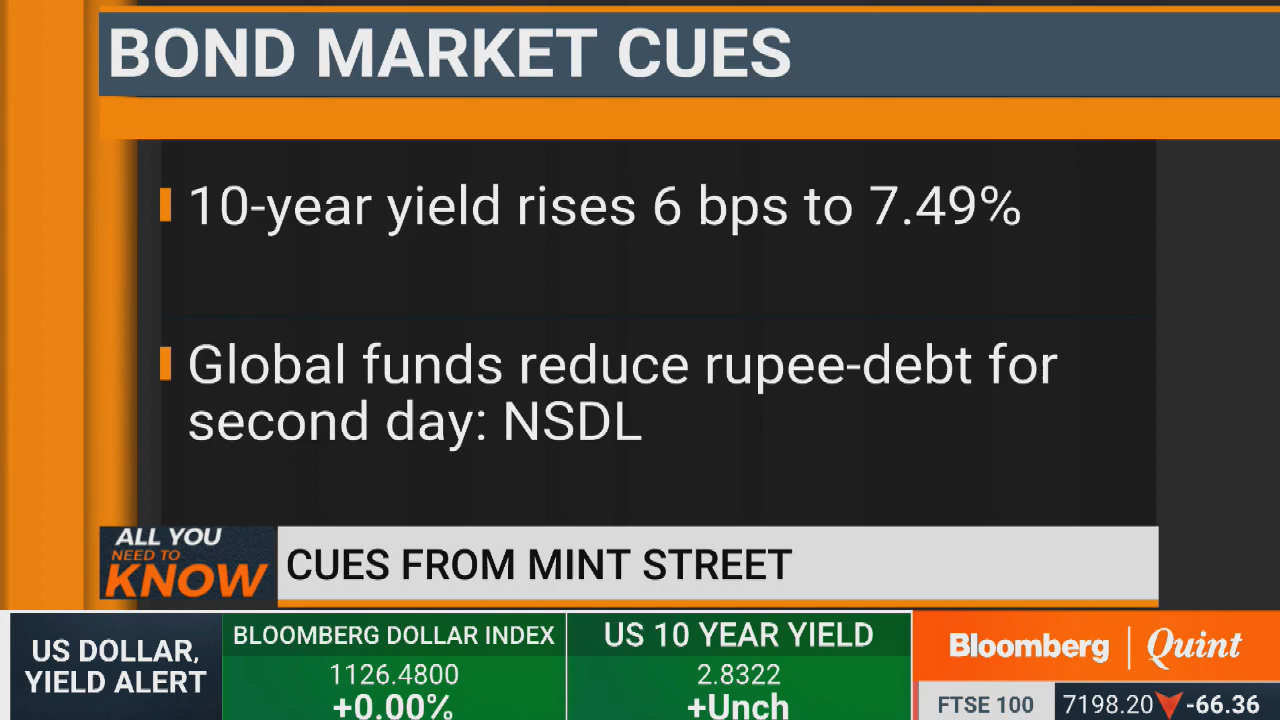 BOND MARKET CUES
10-year yield rises 6 bps to 7.49%
Global funds reduce rupee-debt for
second day: NSDL
ALL YOU
NEED TO
KNOW
CUES FROM MINT STREET
US DOLLAR,
YIELD ALERT
BLOOMBERG DOLLAR INDEX
1126.4800
+0.00%
US 10 YEAR YIELD
2.8322
+Unch
Bloomberg | Quint
FTSE 100 7198.20 -66.36